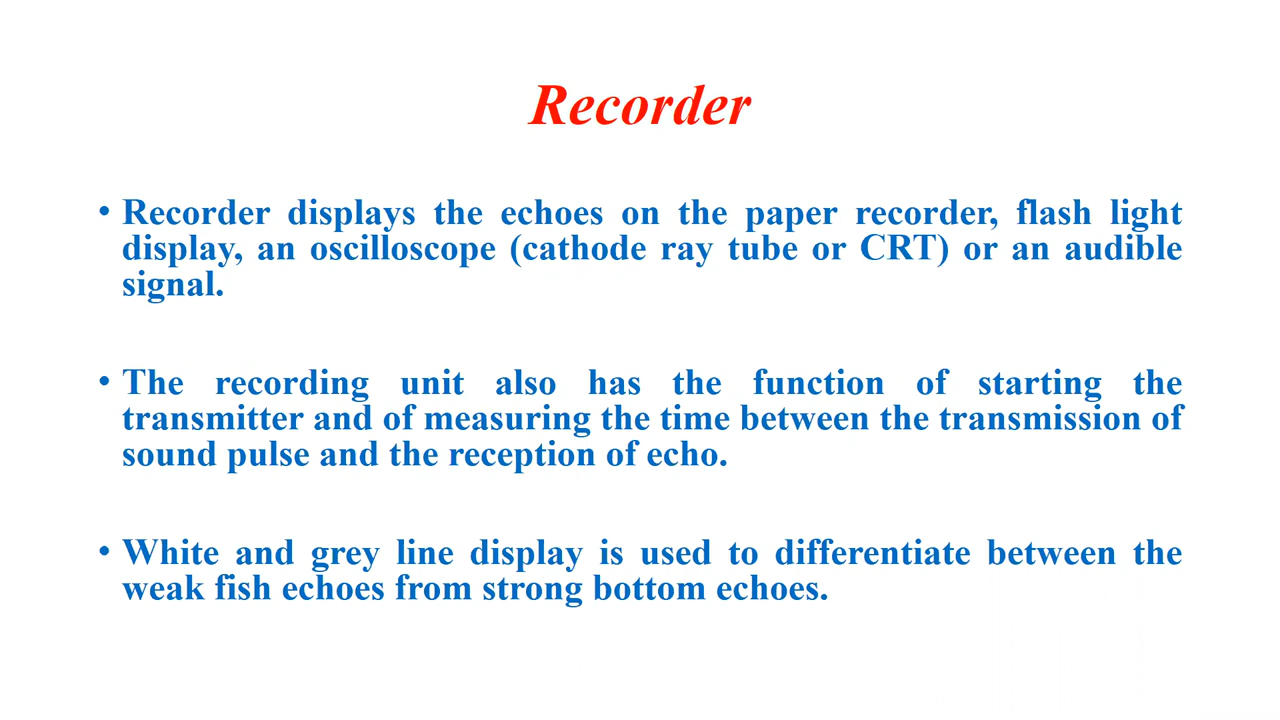 Recorder
• Recorder displays the echoes on the paper recorder, flash light
display, an oscilloscope (cathode ray tube or CRT) or an audible
signal.
• The recording unit also has the function of starting the
transmitter and of measuring the time between the transmission of
sound pulse and the reception of echo.
• White and grey line display is used to differentiate between the
weak fish echoes from strong bottom echoes.